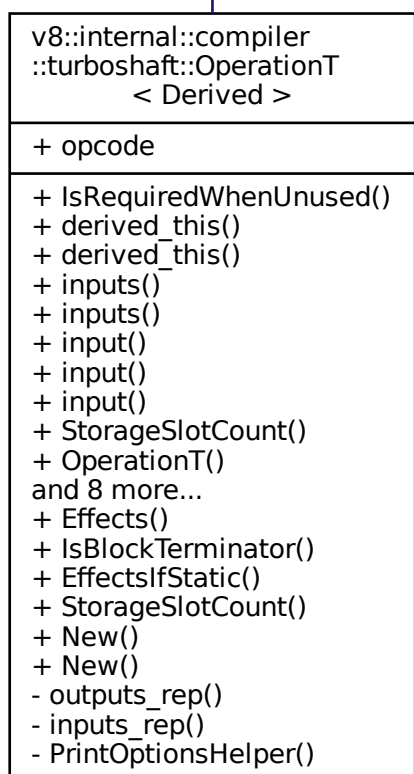 v8::internal::compiler
::turboshaft::OperationT
< Derived >
+ opcode
+ IsRequiredWhenUnused()
+ derived_this()
+ derived_this()
+ inputs()
+ inputs()
+ input()
+ input()
+ input()
+ StorageSlotCount()
+ OperationT()
and 8 more...
+ Effects()
+ IsBlockTerminator()
+ EffectsIfStatic()
+ StorageSlotCount()
+ New()
+ New()
- outputs_rep()
- inputs_rep()
- PrintOptionsHelper()